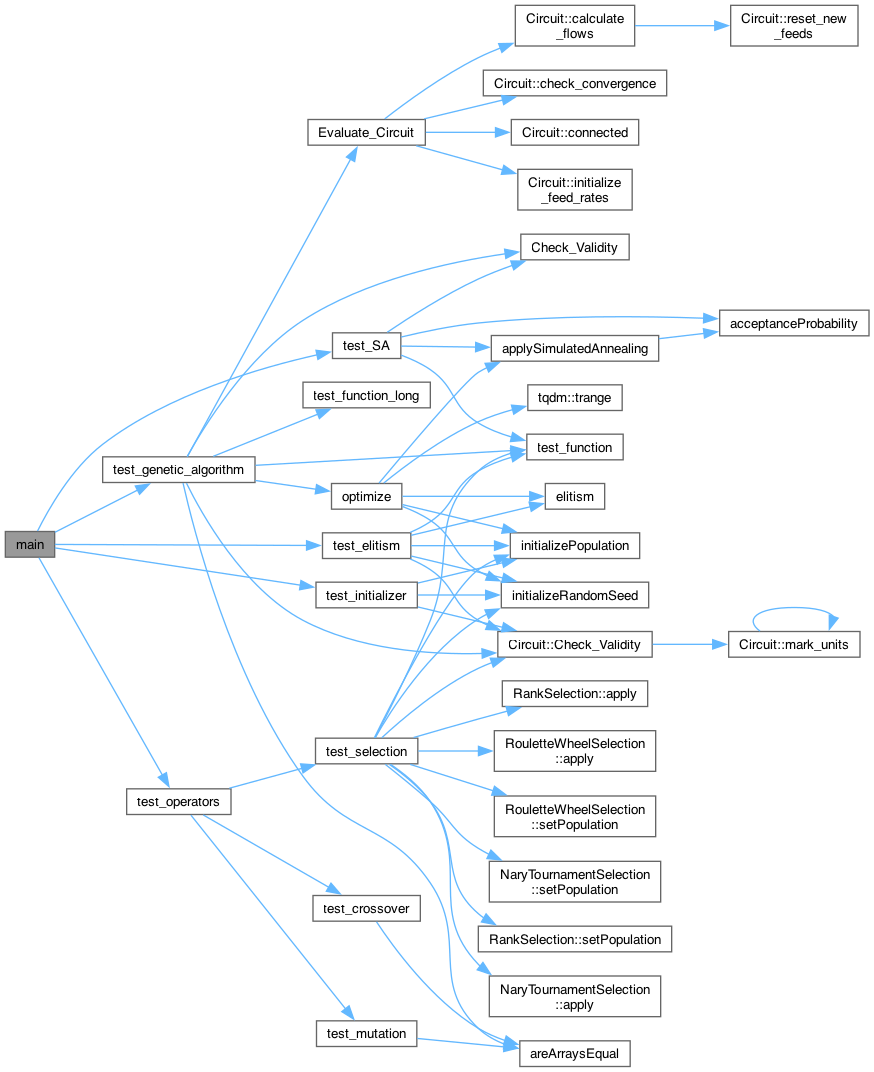 Circuit::calculate
_flows
Circuit::reset_new
_feeds
Circuit::check_convergence
Evaluate_Circuit
Circuit::connected
Circuit::initialize
_feed_rates
Check_Validity
acceptanceProbability
test_SA
applySimulatedAnnealing
test_function_long
tqdm::trange
test_function
test_genetic_algorithm
optimize
elitism
main
test_elitism
initializePopulation
test_initializer
initializeRandomSeed
Circuit::Check_Validity
Circuit::mark_units
RankSelection::apply
test_selection
RouletteWheelSelection
::apply
test_operators
RouletteWheelSelection
::setPopulation
NaryTournamentSelection
::setPopulation
test_crossover
RankSelection::setPopulation
NaryTournamentSelection
::apply
test_mutation
areArraysEqual